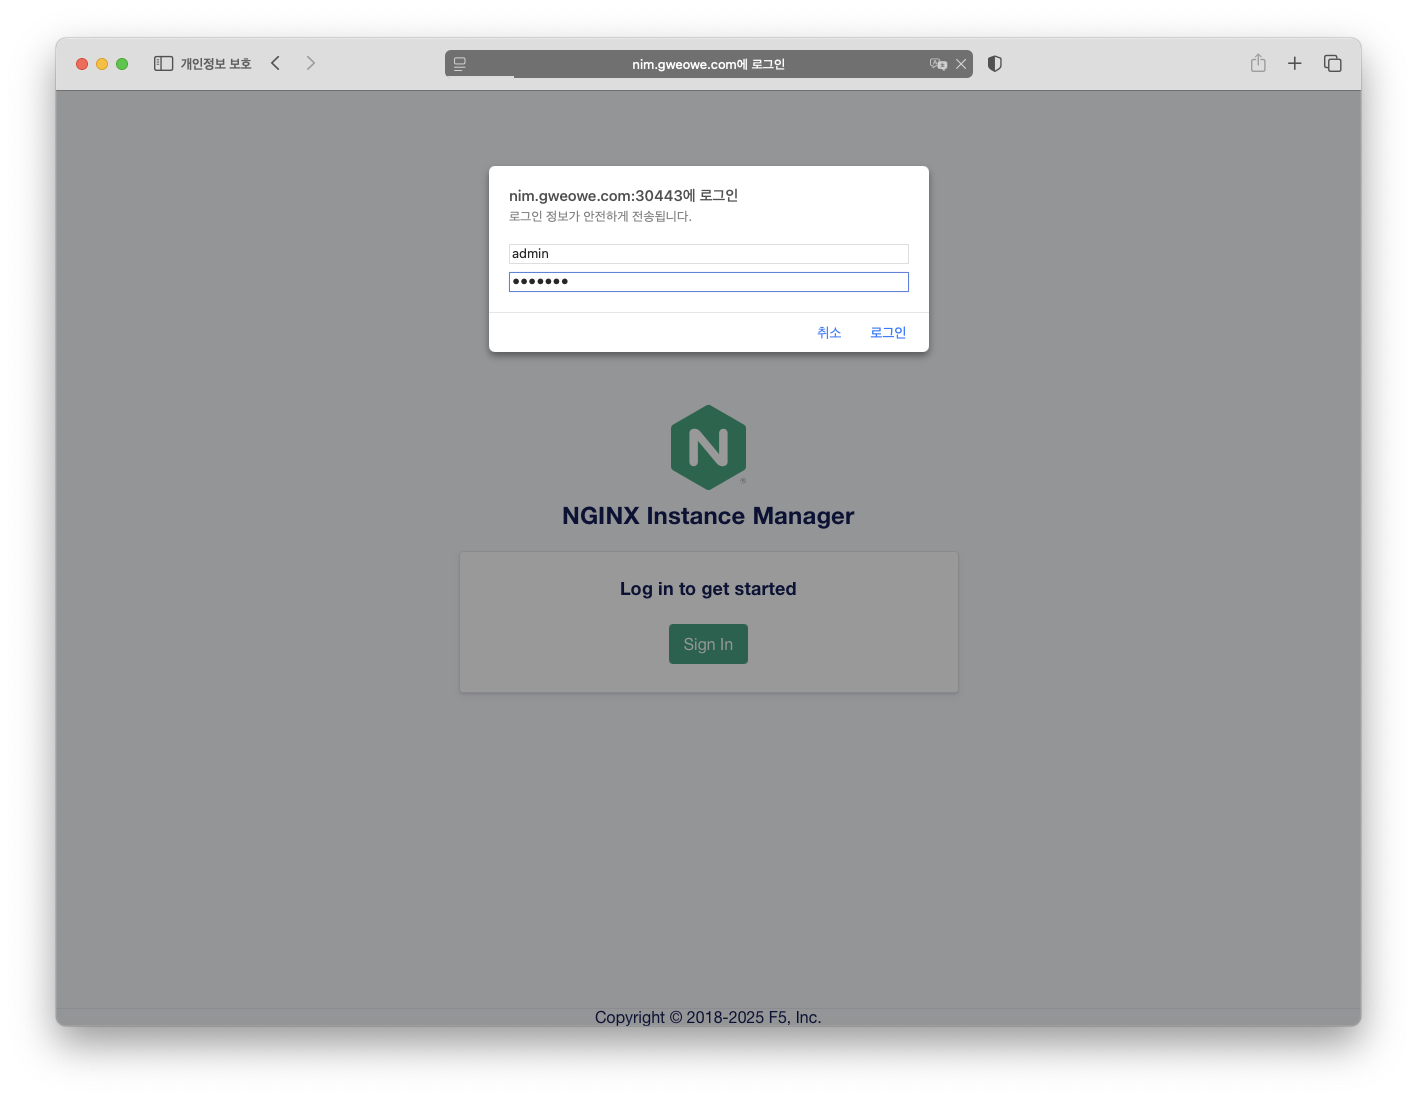 개인정보 보호
nim.gweowe.com에 로그인
nim.gweowe.com:30443에 로그인
로그인 정보가 안전하게 전송됩니다.
admin
●●●●●●●
취소 로그인
N
®
NGINX Instance Manager
Log in to get started
Sign In
Copyright © 2018-2025 F5, Inc.